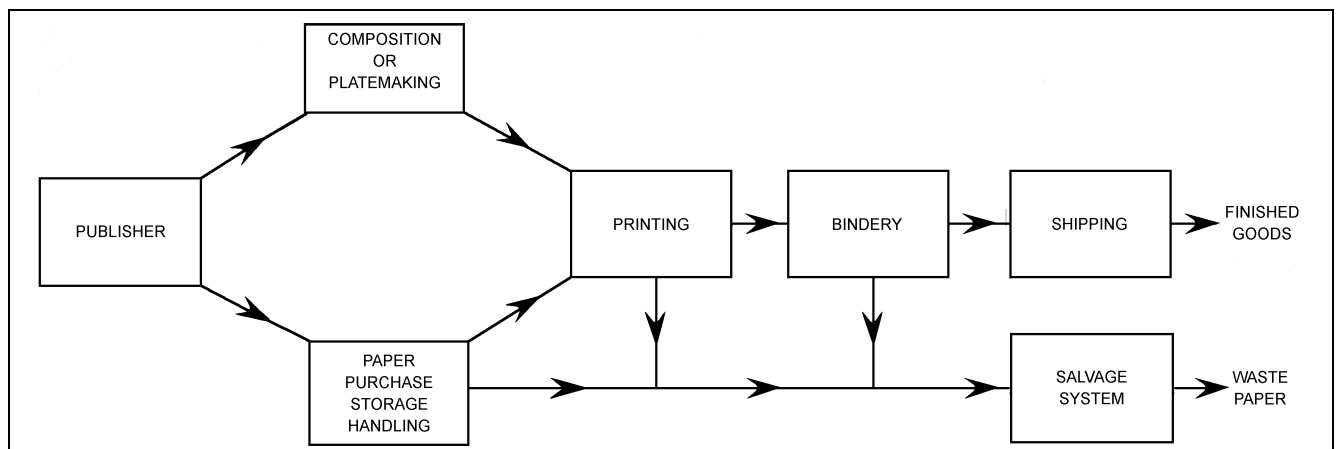 COMPOSITION
OR
PLATEMAKING
PUBLISHER
PRINTING
BINDERY
SHIPPING
FINISHED
GOODS
PAPER
PURCHASE
STORAGE
HANDLING
SALVAGE
SYSTEM
WASTE
PAPER